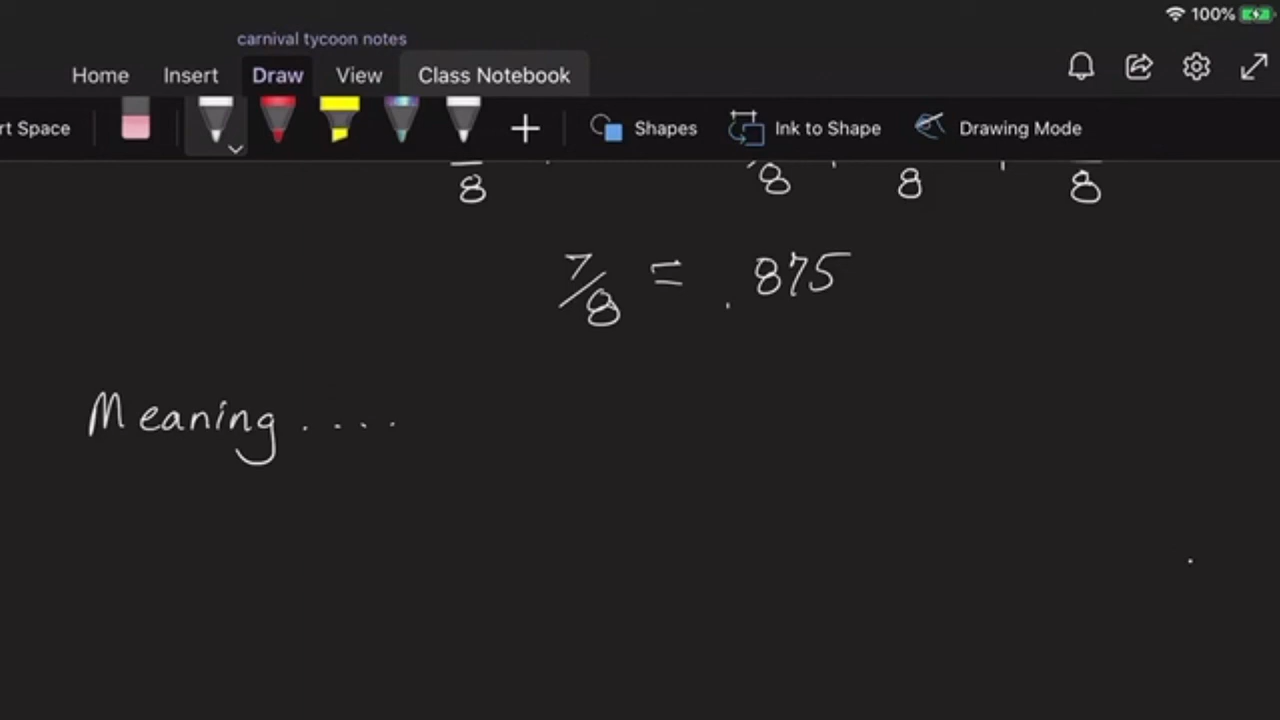 100%
carnival tycoon notes
Home Insert Draw View Class Notebook
rt Space + Shapes Ink to Shape Drawing Mode
8 8 8 8
7/8 = .875
Meaning ....